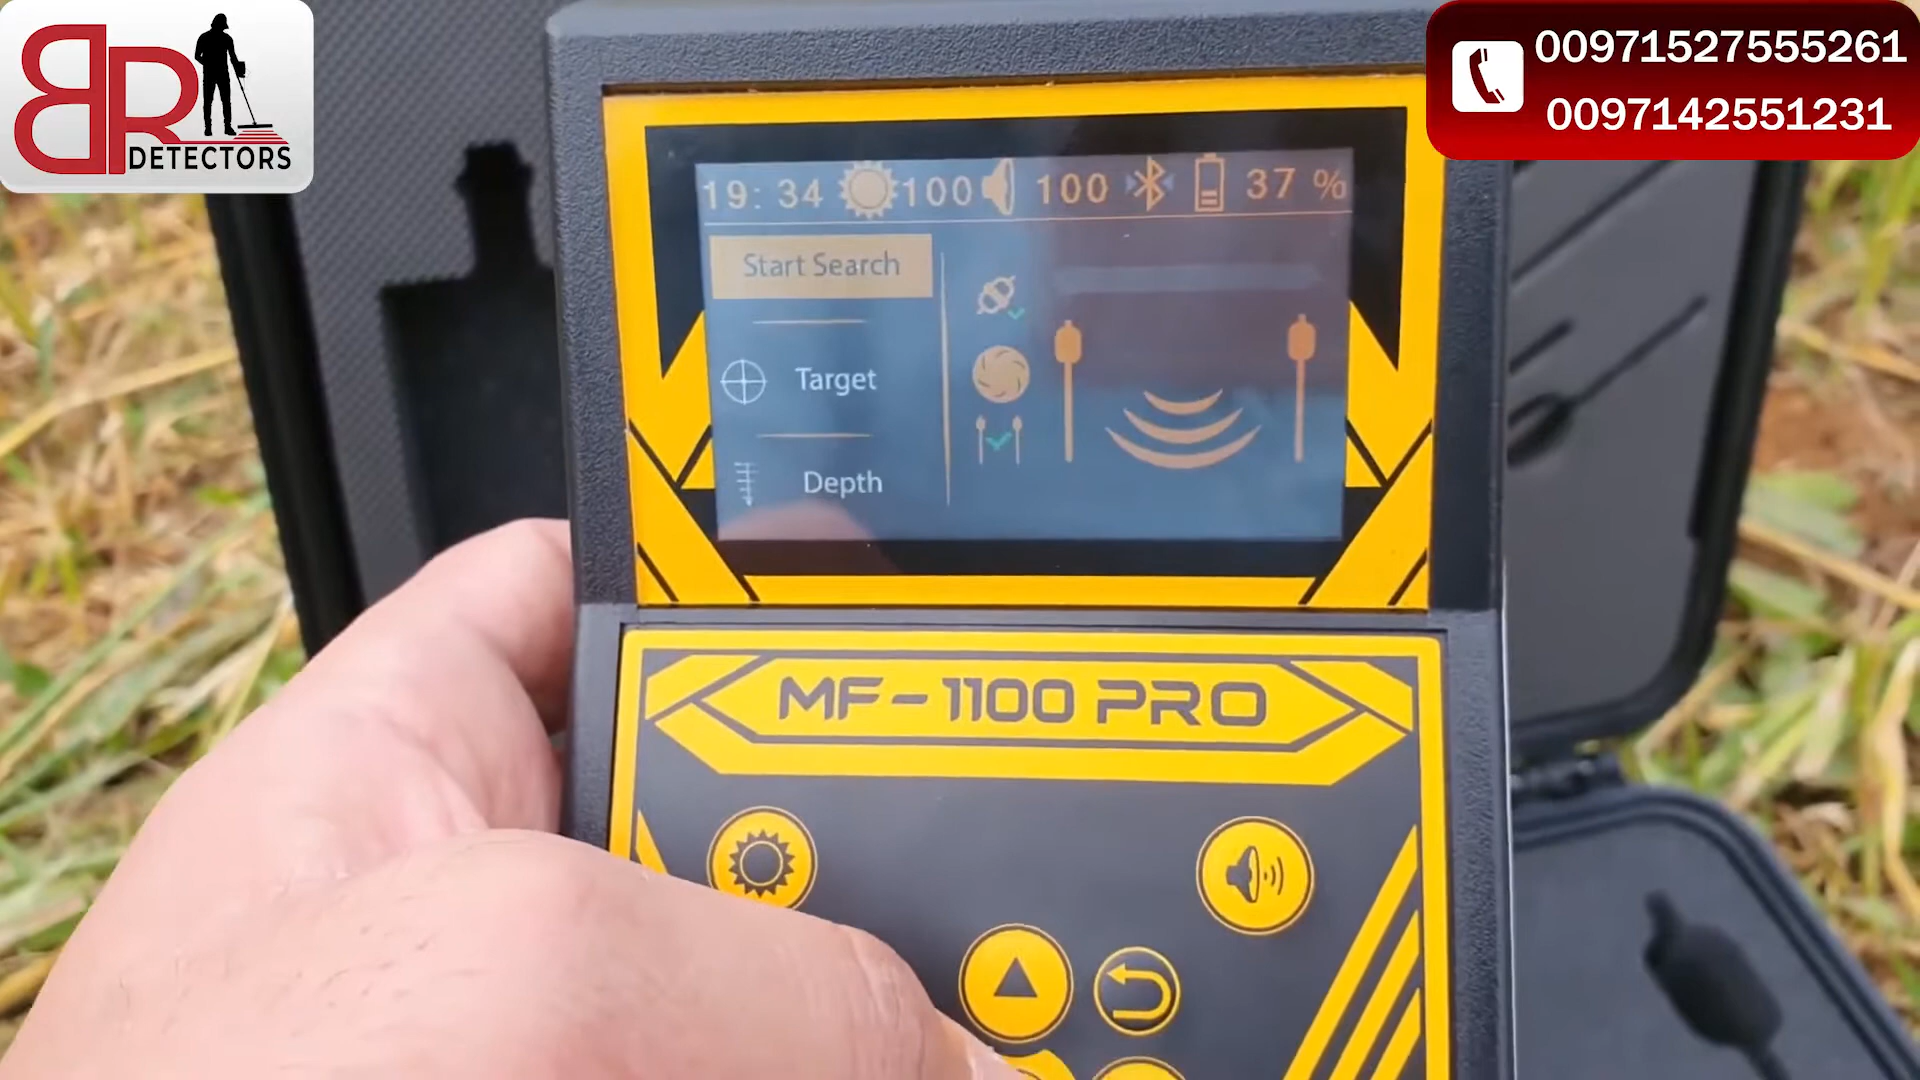 BR
DETECTORS
00971527555261
0097142551231
19: 34 100 100 37 %
Start Search
Target
Depth
MF-1100 PRO